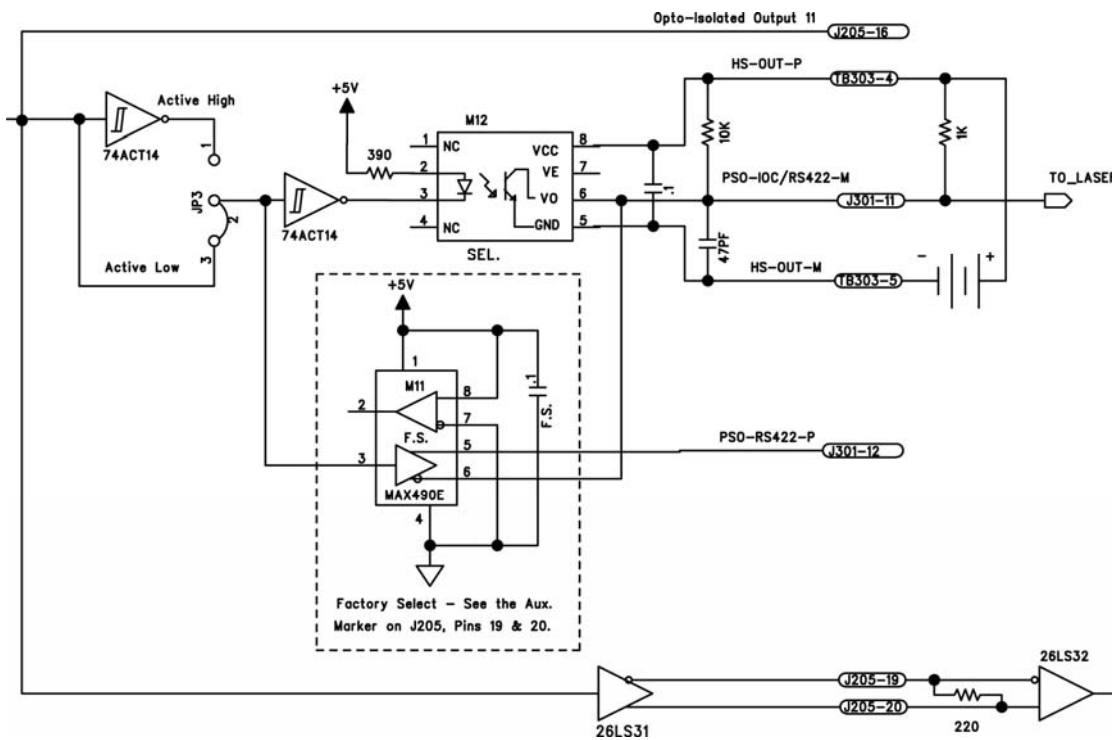 Opto-Isolated Output 11
J205-16
HS-OUT-P
TB303-4
+5V
M12
Active High
74ACT14
1
390
1
NC
VCC
8
2
VE
7
3
VO
6
4
NC
GND
5
SEL.
10K
.1
1K
PSO-IOC/RS422-M
J301-11
TO_LASER
JP3
2
74ACT14
3
Active Low
47PF
HS-OUT-M
TB303-5
-
+
+5V
1
M11
2
8
7
F.S.
.1
F.S.
3
5
6
MAX490E
4
PSO-RS422-P
J301-12
Factory Select - See the Aux.
Marker on J205, Pins 19 & 20.
26LS31
J205-19
J205-20
220
26LS32